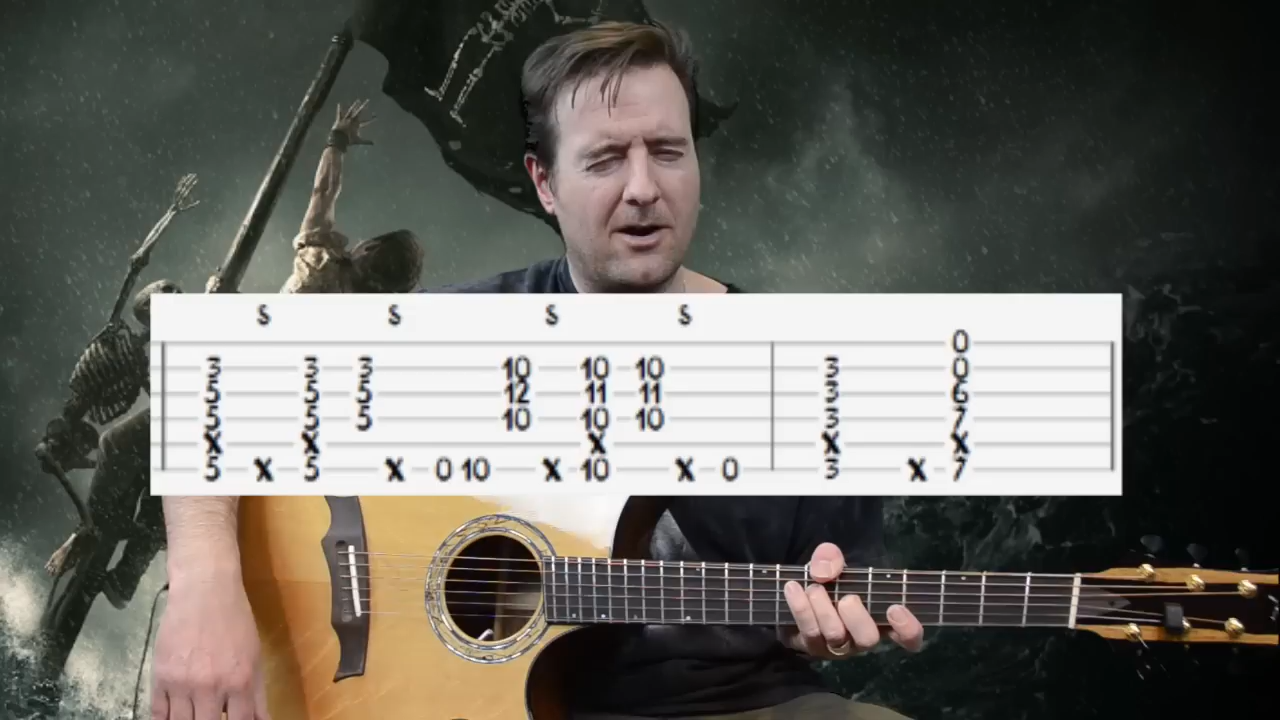 S S S S
0
3 3 3 10 10 10 3 0
5 5 5 12 11 11 3 6
5 5 5 10 10 10 3 7
X X X X X
5 X 5 X 0 10 X 10 X 0 3 X 7